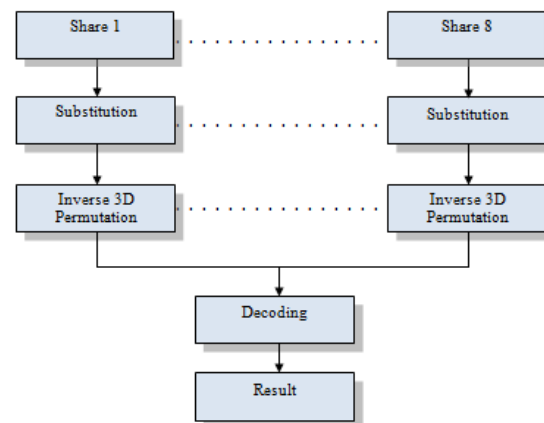 Share 1
Share 8
Substitution
Substitution
Inverse 3D
Permutation
Inverse 3D
Permutation
Decoding
Result